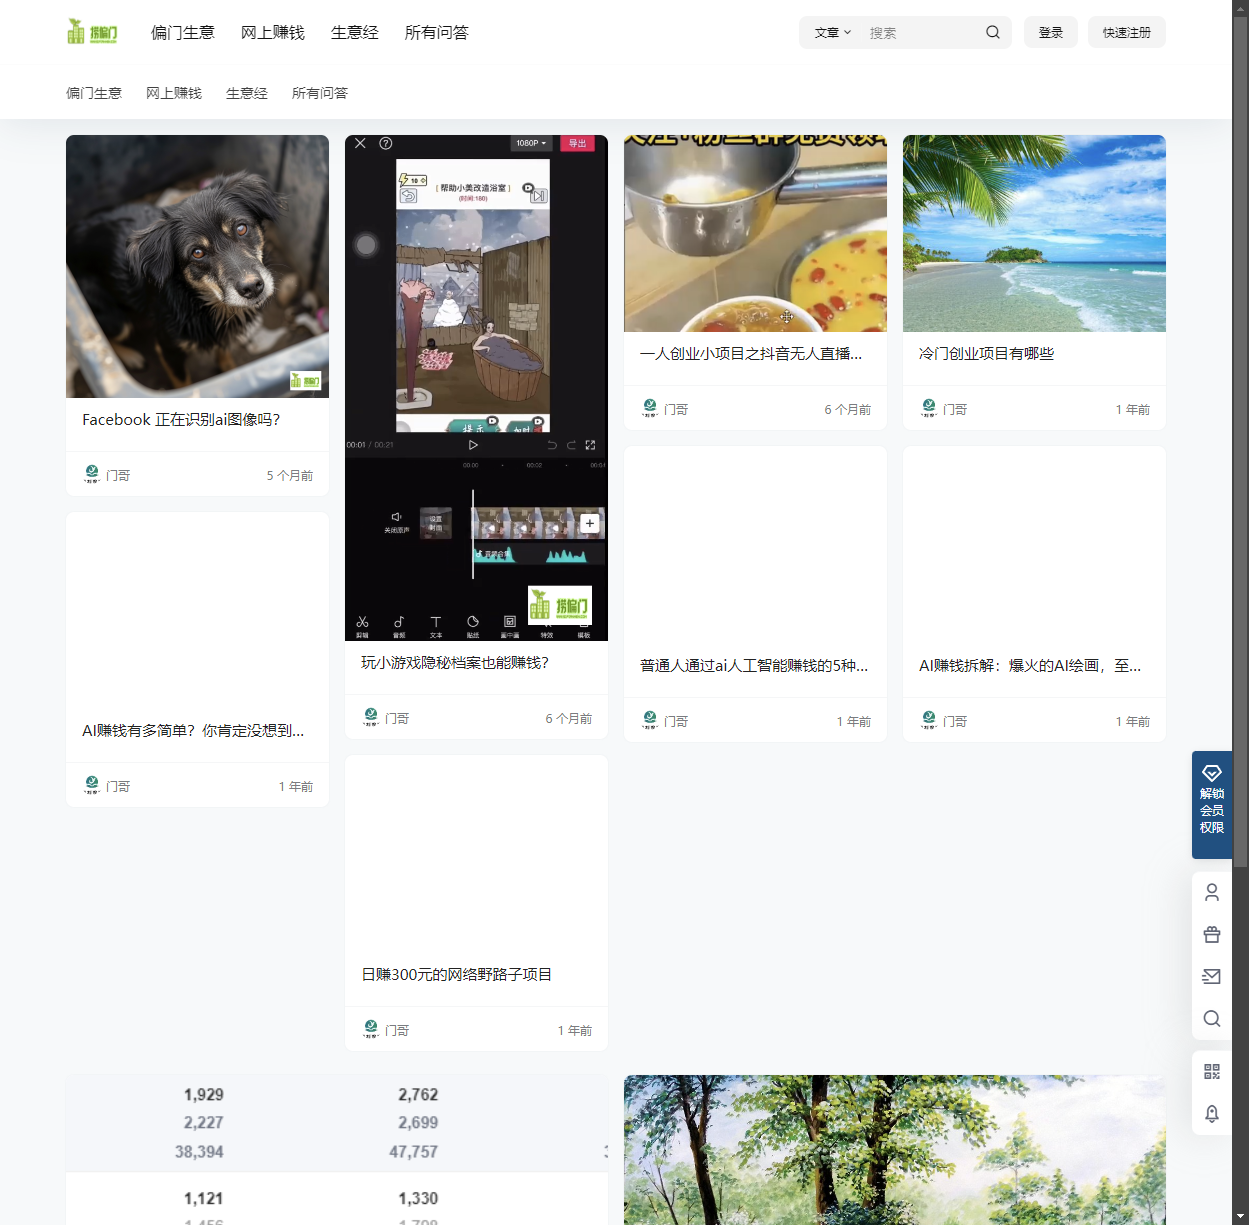 捞偏门
偏门生意
网上赚钱
生意经
所有问答
文章
搜索
登录
快速注册
偏门生意
网上赚钱
生意经
所有问答
捞偏门
Facebook 正在识别ai图像吗?
门哥
5 个月前
1080P
导出
10
[ 帮助小美改造浴室 ]
(时间:180)
提示
00:01 / 00:21
00:00
00:02
关闭原声
设置
封面
捞偏门
剪辑
音频
文本
贴纸
画中画
特效
模板
玩小游戏隐秘档案也能赚钱?
门哥
6 个月前
一人创业小项目之抖音无人直播...
门哥
6 个月前
冷门创业项目有哪些
门哥
1 年前
AI赚钱有多简单? 你肯定没想到...
门哥
1 年前
普通人通过ai人工智能赚钱的5种...
门哥
1 年前
AI赚钱拆解：爆火的AI绘画，至...
门哥
1 年前
日赚300元的网络野路子项目
门哥
1 年前
解锁
会员
权限
1,929
2,762
2,227
2,699
38,394
47,757
1,121
1,330